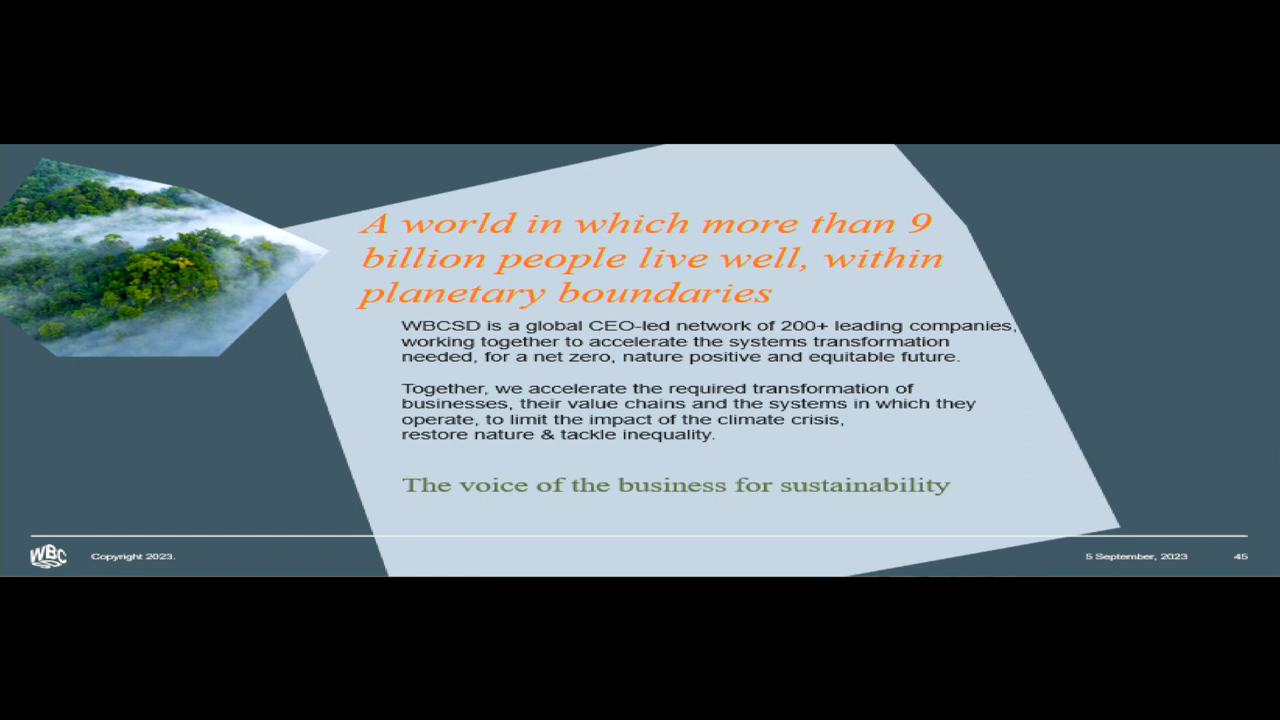 A world in which more than 9
billion people live well, within
planetary boundaries
WBCSD is a global CEO-led network of 200+ leading companies,
working together to accelerate the systems transformation
needed, for a net zero, nature positive and equitable future.
Together, we accelerate the required transformation of
businesses, their value chains and the systems in which they
operate, to limit the impact of the climate crisis,
restore nature & tackle inequality.
The voice of the business for sustainability
WBC
Copyright 2023.
5 September, 2023
45